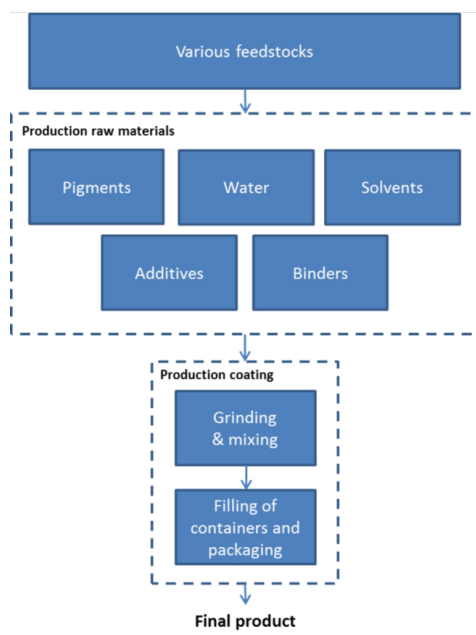 Various feedstocks
Production raw materials
Pigments
Water
Solvents
Additives
Binders
Production coating
Grinding
& mixing
Filling of
containers and
packaging
Final product